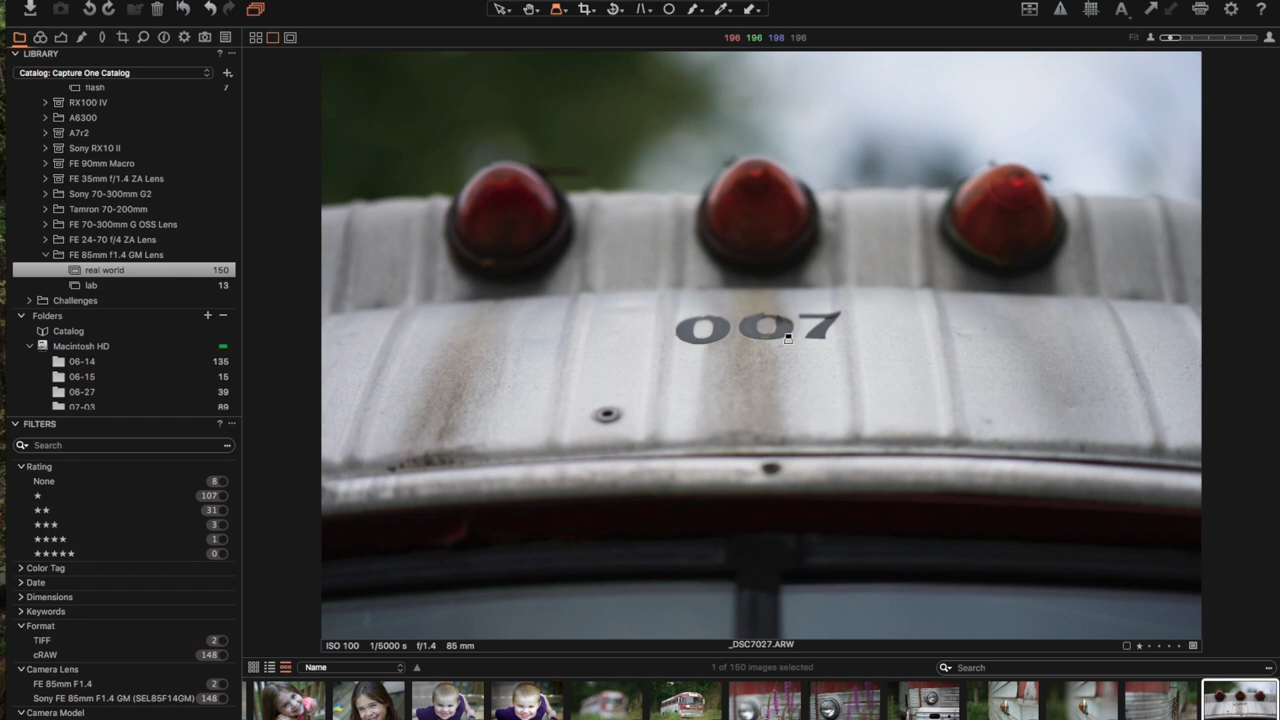 196 196 198 196
Fit
LIBRARY
?
Catalog: Capture One Catalog
flash 7
RX100 IV
A6300
A7r2
Sony RX10 II
FE 90mm Macro
FE 35mm f/1.4 ZA Lens
Sony 70-300mm G2
Tamron 70-200mm
FE 70-300mm G OSS Lens
FE 24-70 f/4 ZA Lens
FE 85mm f1.4 GM Lens
real world 150
lab 13
Challenges
Folders
Catalog
Macintosh HD
06-14 135
06-15 15
06-27 39
07-03 89
FILTERS ?
Search
Rating
None 8
★ 107
★★ 31
★★★ 3
★★★★ 1
★★★★★ 0
Color Tag
Date
Dimensions
Keywords
Format
TIFF 2
cRAW 148
Camera Lens
FE 85mm F1.4 2
Sony FE 85mm F1.4 GM (SEL85F14GM) 148
Camera Model
007
ISO 100 1/5000 s f/1.4 85 mm _DSC7027.ARW
Name 1 of 150 images selected Search